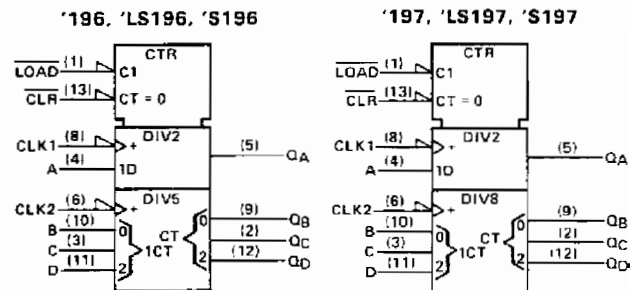 '196, 'LS196, 'S196
CTR
LOAD (1) C1
CLR (13) CT = 0
DIV2
CLK1 (8) +
(5) QA
A (4) 1D
DIV5
CLK2 (6) +
B (10) 0
C (3) 1CT
D (11) 2
CT
0 (9) QB
(2) QC
2 (12) QD
'197, 'LS197, 'S197
CTR
LOAD (1) C1
CLR (13) CT = 0
DIV2
CLK1 (8) +
(5) QA
A (4) 1D
DIV8
CLK2 (6) +
B (10) 0
C (3) 1CT
D (11) 2
CT
0 (9) QB
(2) QC
2 (12) QD